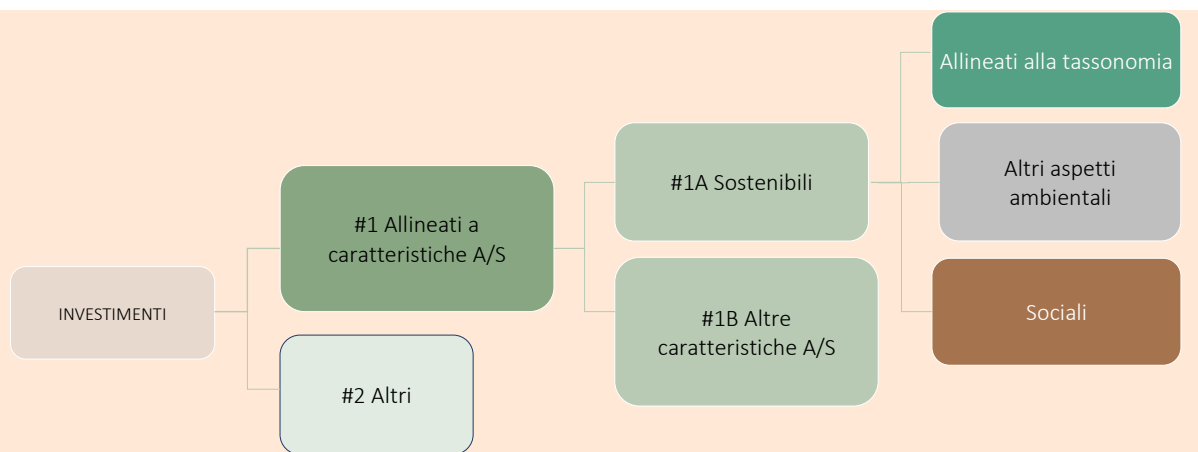 Allineati alla tassonomia
#1A Sostenibili
Altri aspetti
ambientali
#1 Allineati a
caratteristiche A/S
INVESTIMENTI
#1B Altre
caratteristiche A/S
Sociali
#2 Altri